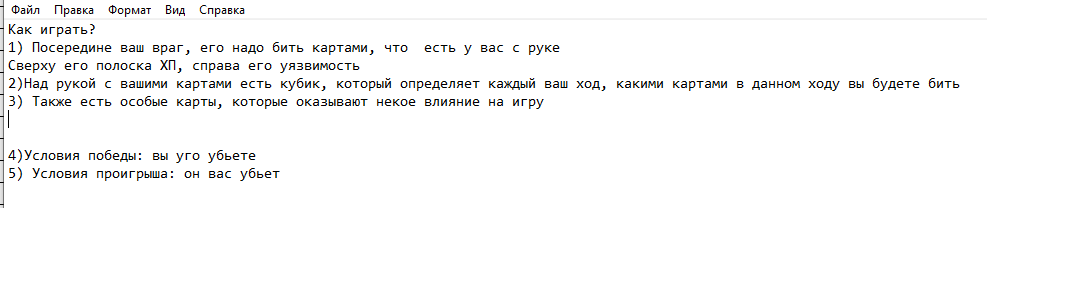 Файл Правка Формат Вид Справка
Как играть?
1) Посередине ваш враг, его надо бить картами, что  есть у вас с руке
Сверху его полоска ХП, справа его уязвимость
2)Над рукой с вашими картами есть кубик, который определяет каждый ваш ход, какими картами в данном ходу вы будете бить
3) Также есть особые карты, которые оказывают некое влияние на игру
4)Условия победы: вы уго убьете
5) Условия проигрыша: он вас убьет